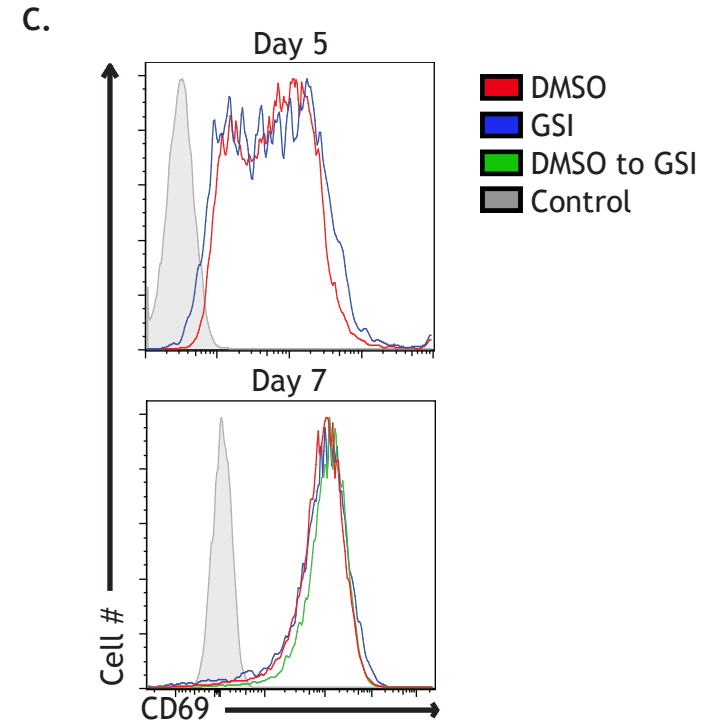 C.
Day 5
DMSO
GSI
DMSO to GSI
Control
Day 7
Cell #
CD69